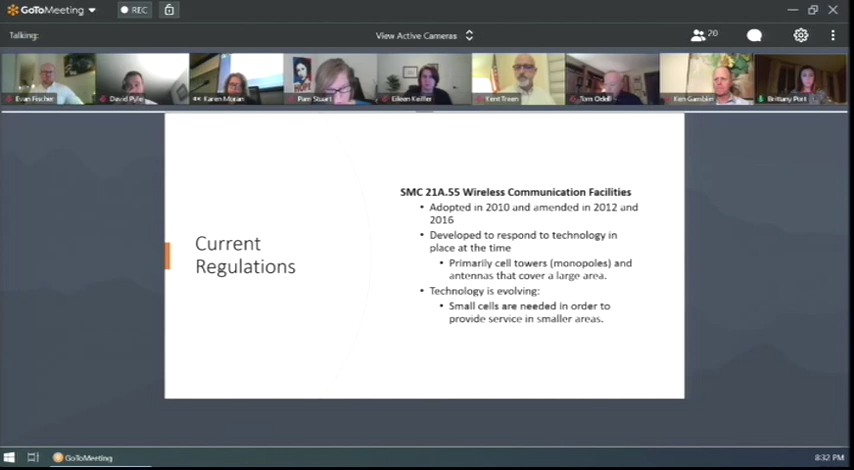 GoToMeeting
REC
Talking:
View Active Cameras
20
Evan Fischer
David Pyle
Karen Moran
Pam Stuart
Eileen Keiffer
Kent Treen
Tom Odell
Ken Gamblin
Brittany Port
Current
Regulations
SMC 21A.55 Wireless Communication Facilities
• Adopted in 2010 and amended in 2012 and
2016
• Developed to respond to technology in
place at the time
• Primarily cell towers (monopoles) and
antennas that cover a large area.
• Technology is evolving:
• Small cells are needed in order to
provide service in smaller areas.
GoToMeeting
8:32 PM